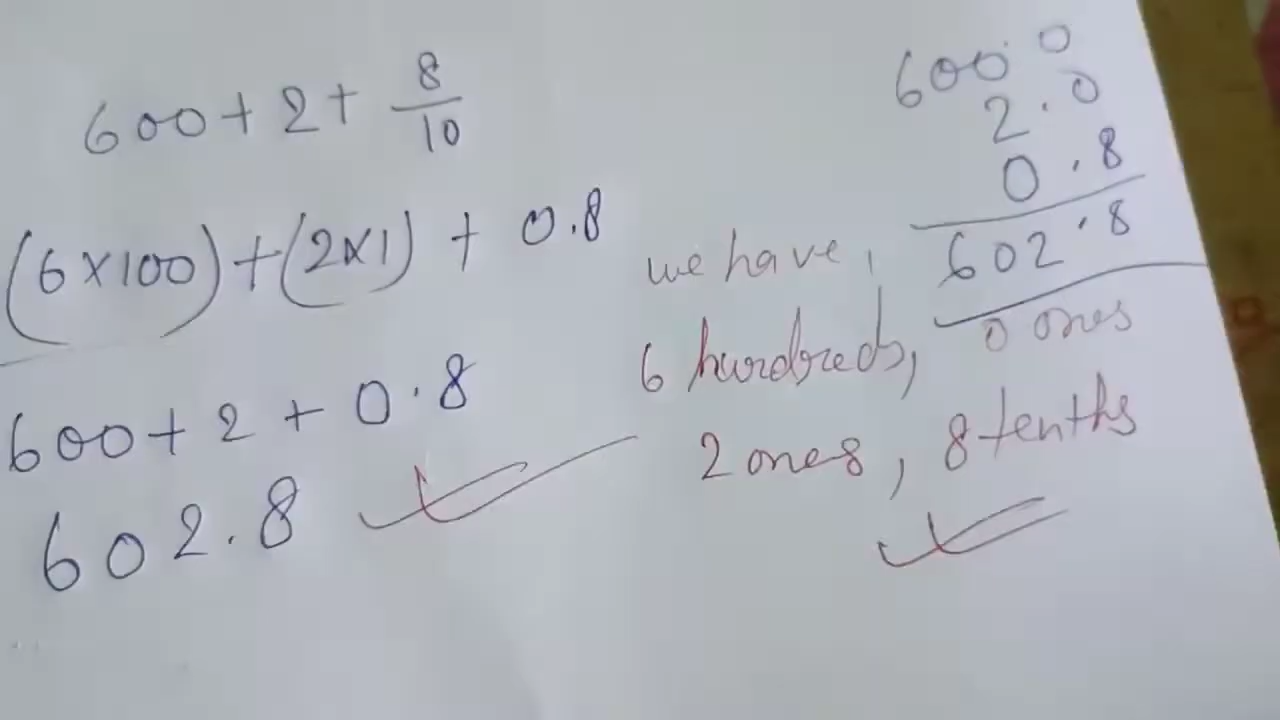 600 + 2 + 8/10
(6×100) + (2×1) + 0.8
600 + 2 + 0.8
602.8
600.0
2.0
0.8
602.8
we have,
6 hundreds, 0 ones
2 ones, 8 tenths